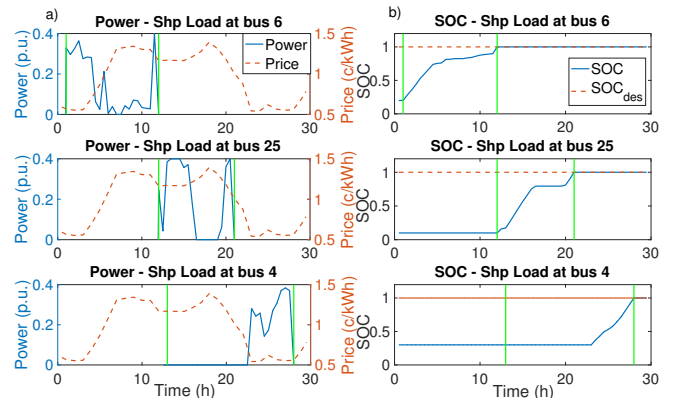 a)
Power - Shp Load at bus 6
Power (p.u.)
0.4
0.2
0
0
10
20
30
1.5
1
0.5
Price (c/kWh)
Power
Price
b)
SOC - Shp Load at bus 6
SOC
1
0.5
0
0
10
20
30
SOC
SOCdes
Power - Shp Load at bus 25
Power (p.u.)
0.4
0.2
0
0
10
20
30
1.5
1
0.5
Price (c/kWh)
SOC - Shp Load at bus 25
SOC
1
0.5
0
0
10
20
30
Power - Shp Load at bus 4
Power (p.u.)
0.4
0.2
0
0
10
20
30
1.5
1
0.5
Price (c/kWh)
Time (h)
SOC - Shp Load at bus 4
SOC
1
0.5
0
0
10
20
30
Time (h)